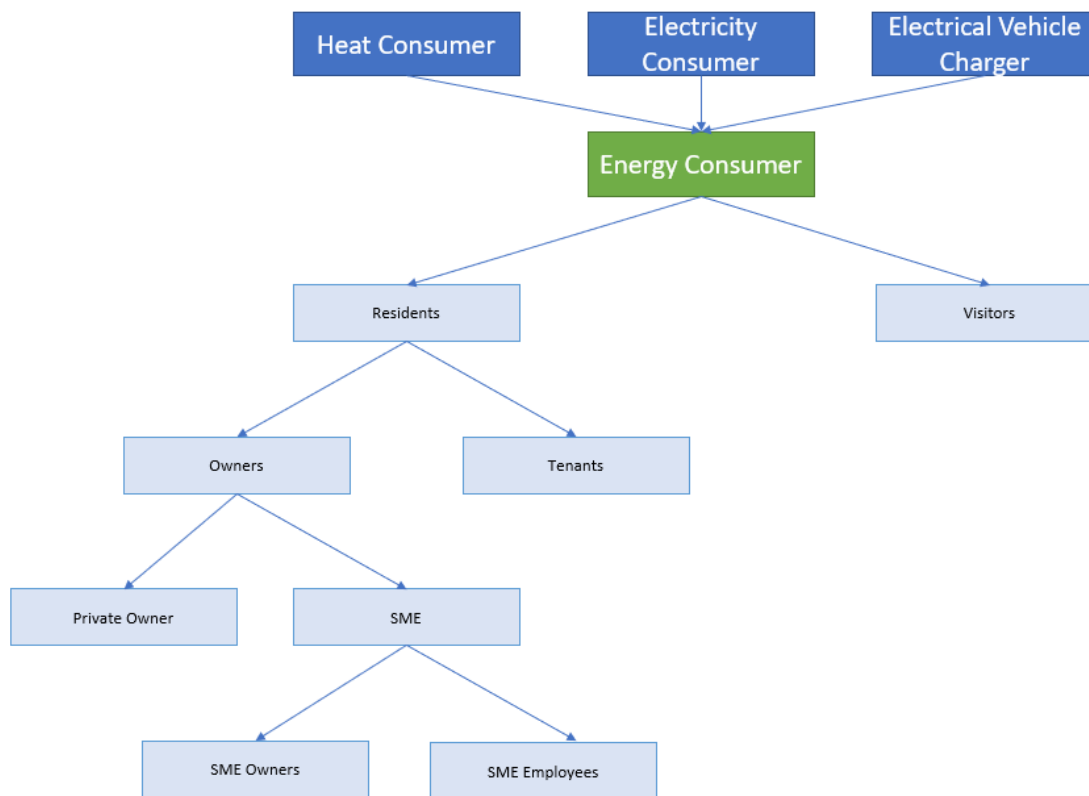 Heat Consumer
Electricity
Consumer
Electrical Vehicle
Charger
Energy Consumer
Residents
Visitors
Owners
Tenants
Private Owner
SME
SME Owners
SME Employees